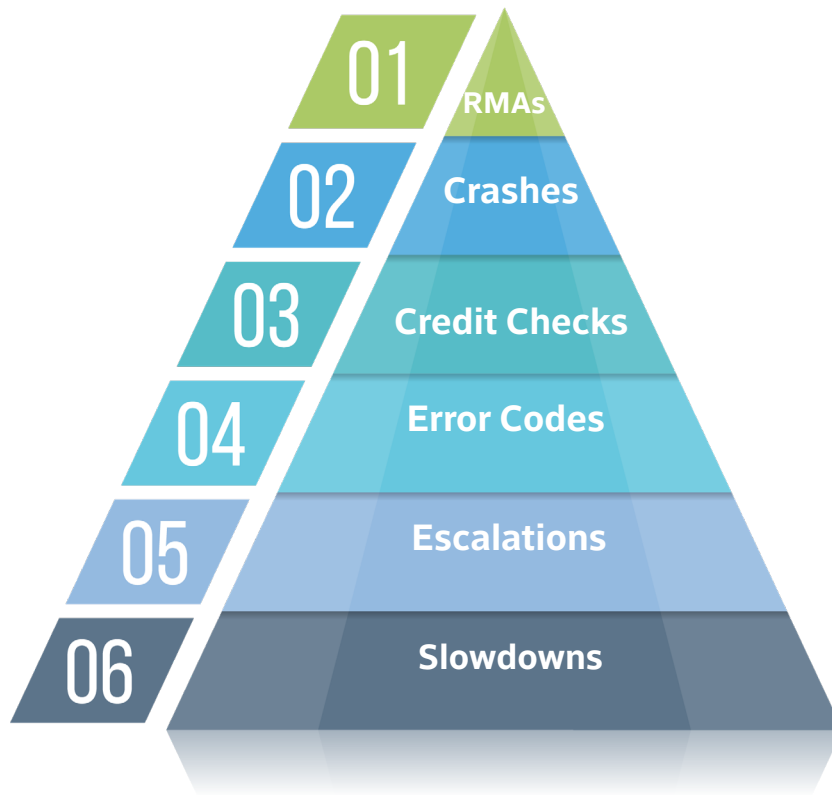 01
RMAs
02
Crashes
03
Credit Checks
04
Error Codes
05
Escalations
06
Slowdowns